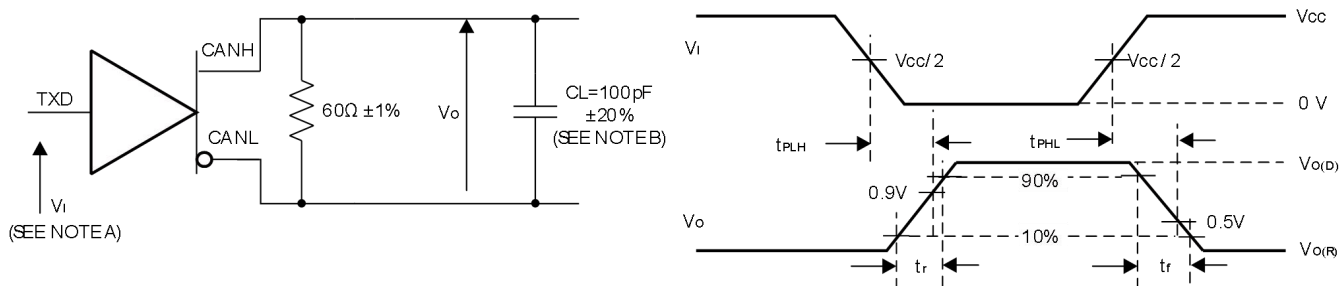 CANH
TXD
60Ω ±1%
Vo
CL=100pF
±20%
(SEE NOTE B)
CANL
VI
(SEE NOTE A)
VI
Vcc
Vcc/2
Vcc/2
0 V
tPLH
tPHL
VO(D)
90%
0.9V
Vo
0.5V
10%
VO(R)
tr
tf